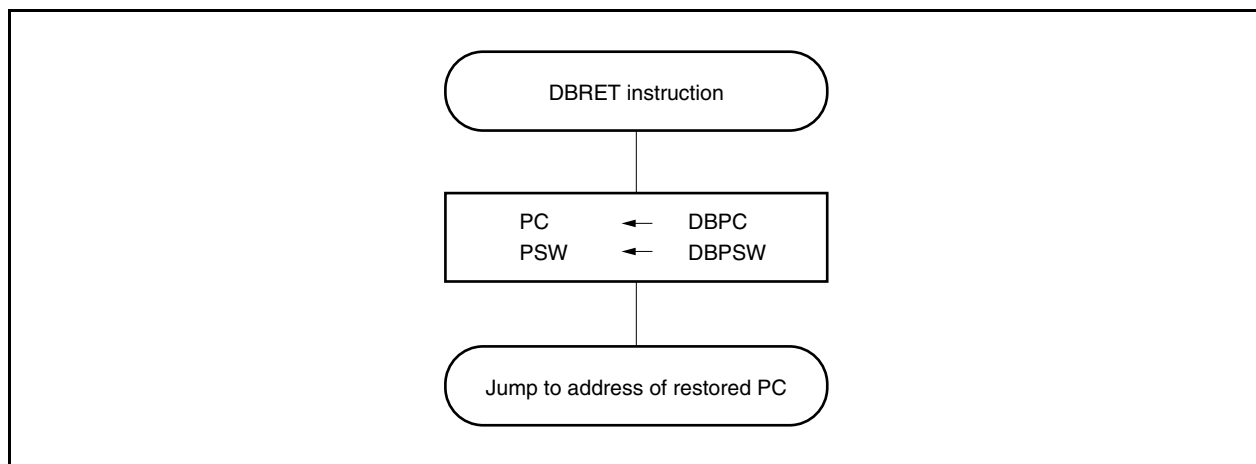 DBRET instruction
PC ← DBPC
PSW ← DBPSW
Jump to address of restored PC